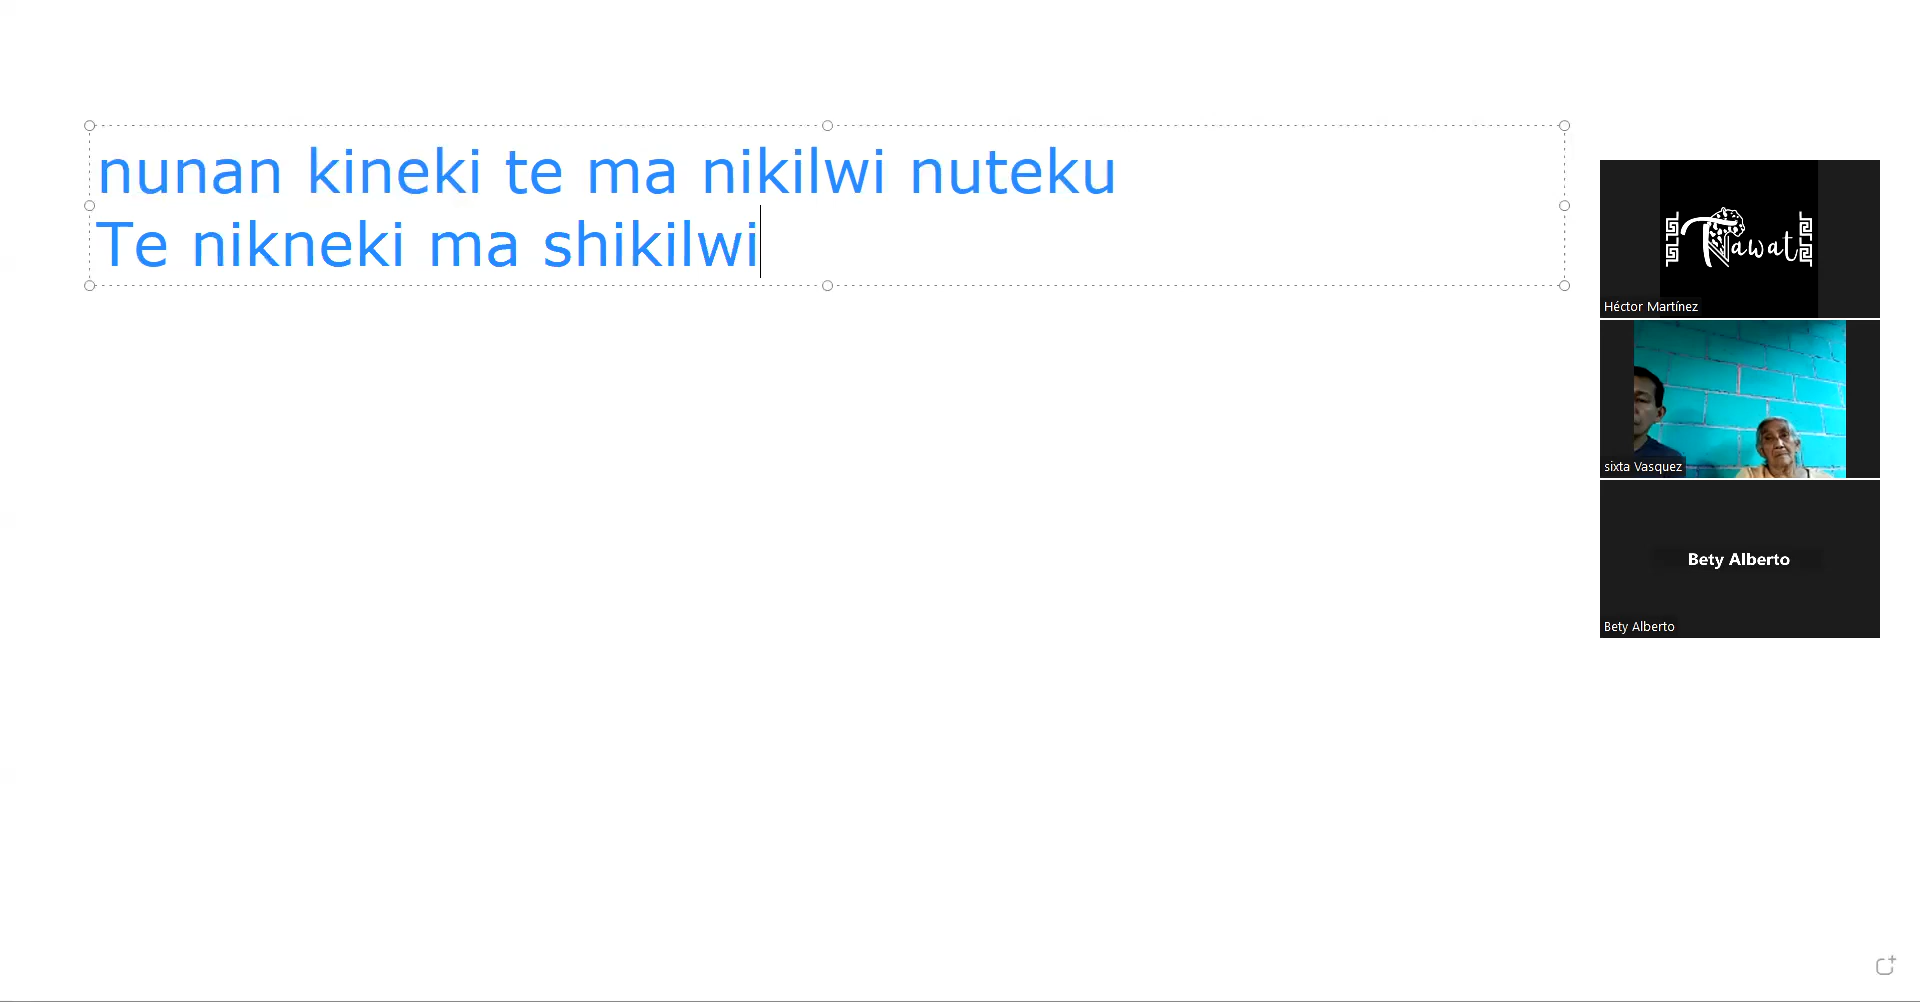 nunan kineki te ma nikilwi nuteku
Te nikneki ma shikilwi
Tawat
Héctor Martínez
sixta Vasquez
Bety Alberto
Bety Alberto